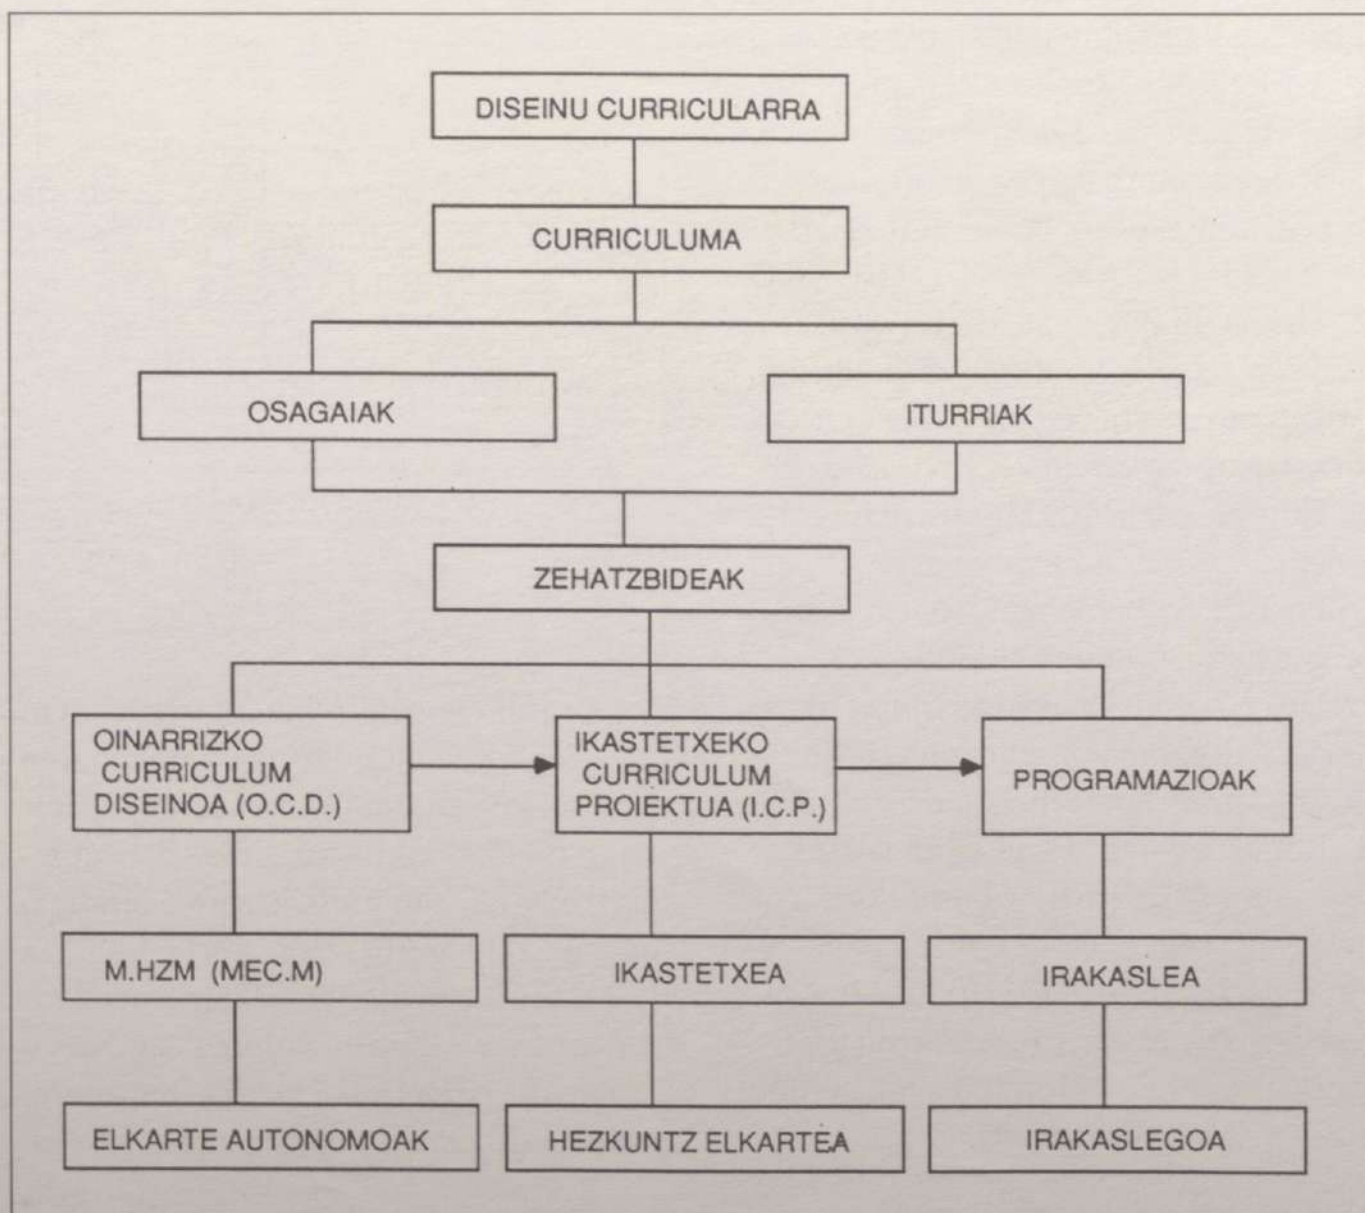 DISEINU CURRICULARRA
CURRICULUMA
OSAGAIAK
ITURRIAK
ZEHATZBIDEAK
OINARRIZKO
CURRICULUM
DISEINOA (O.C.D.)
IKASTETXEKO
CURRICULUM
PROIEKTUA (I.C.P.)
PROGRAMAZIOAK
M.HZM (MEC.M)
IKASTETXEA
IRAKASLEA
ELKARTE AUTONOMOAK
HEZKUNTZ ELKARTEA
IRAKASLEGOA